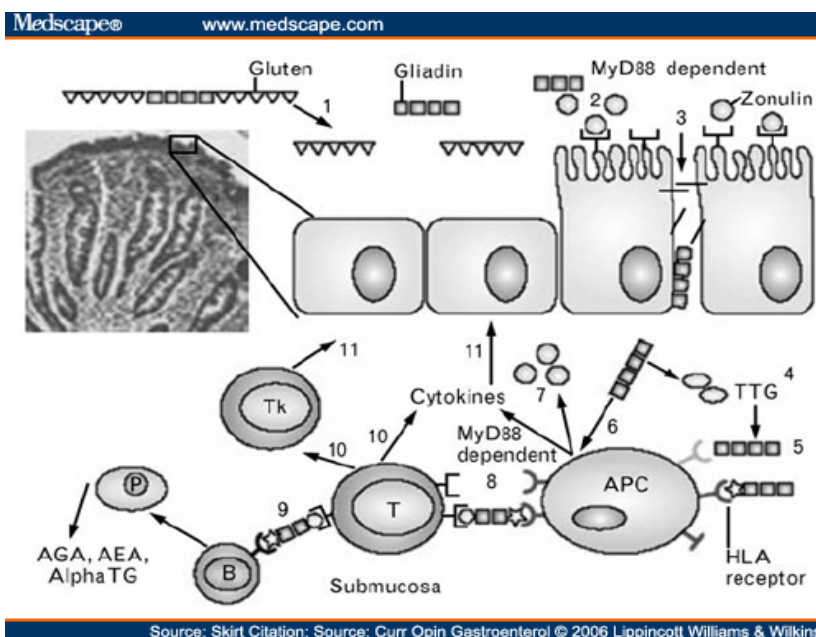 Medscape® www.medscape.com
Gluten
Gliadin
MyD88 dependent
1
2
3
Zonulin
11
11
Tk
Cytokines
7
6
4
TTG
5
10
10
MyD88
dependent
8
APC
T
9
P
B
AGA, AEA,
AlphaTG
Submucosa
HLA
receptor
Source: Skirt Citation: Source: Curr Opin Gastroenterol © 2006 Lippincott Williams & Wilkins